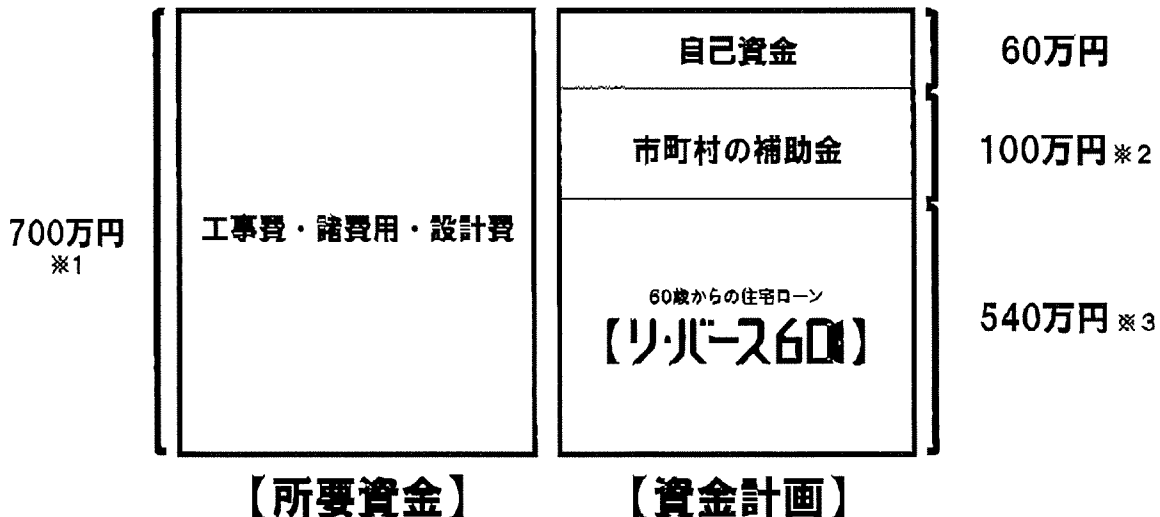 700万円
※1
工事費・諸費用・設計費
【所要資金】
自己資金
60万円
市町村の補助金
100万円※2
60歳からの住宅ローン
【リ・バース60】
540万円※3
【資金計画】